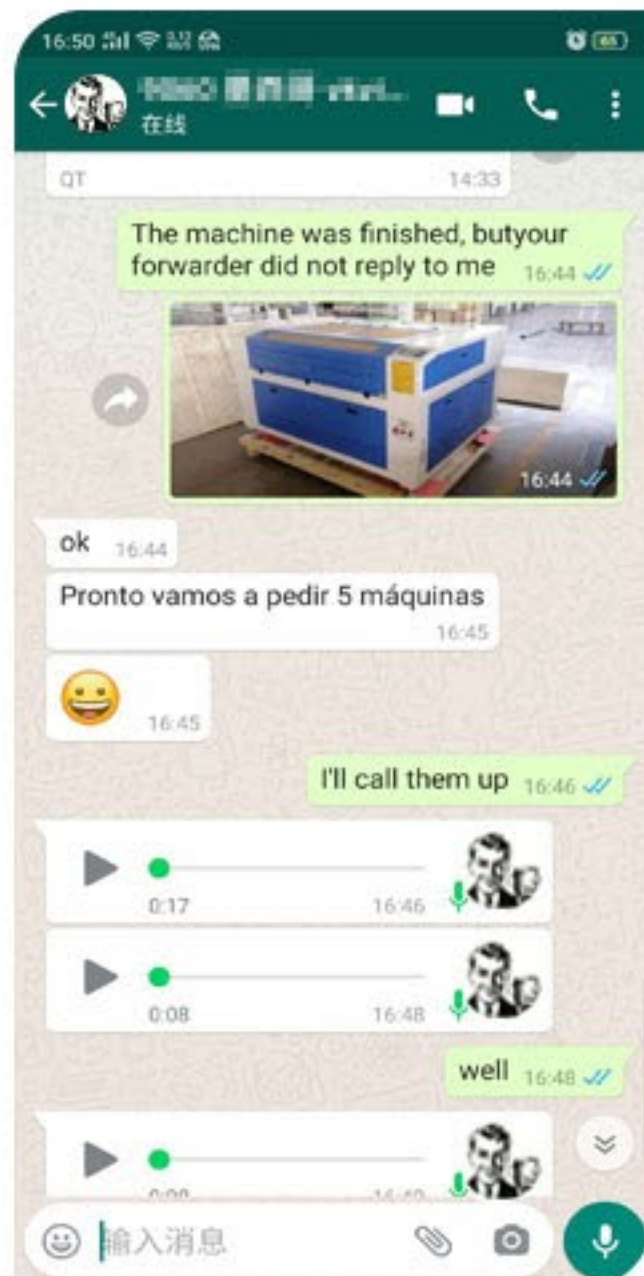 16:50
65
在线
QT
14:33
The machine was finished, butyour
forwarder did not reply to me 16:44
16:44
ok 16:44
Pronto vamos a pedir 5 máquinas
16:45
16:45
I'll call them up 16:46
0:17 16:46
0:08 16:48
well 16:48
输入消息